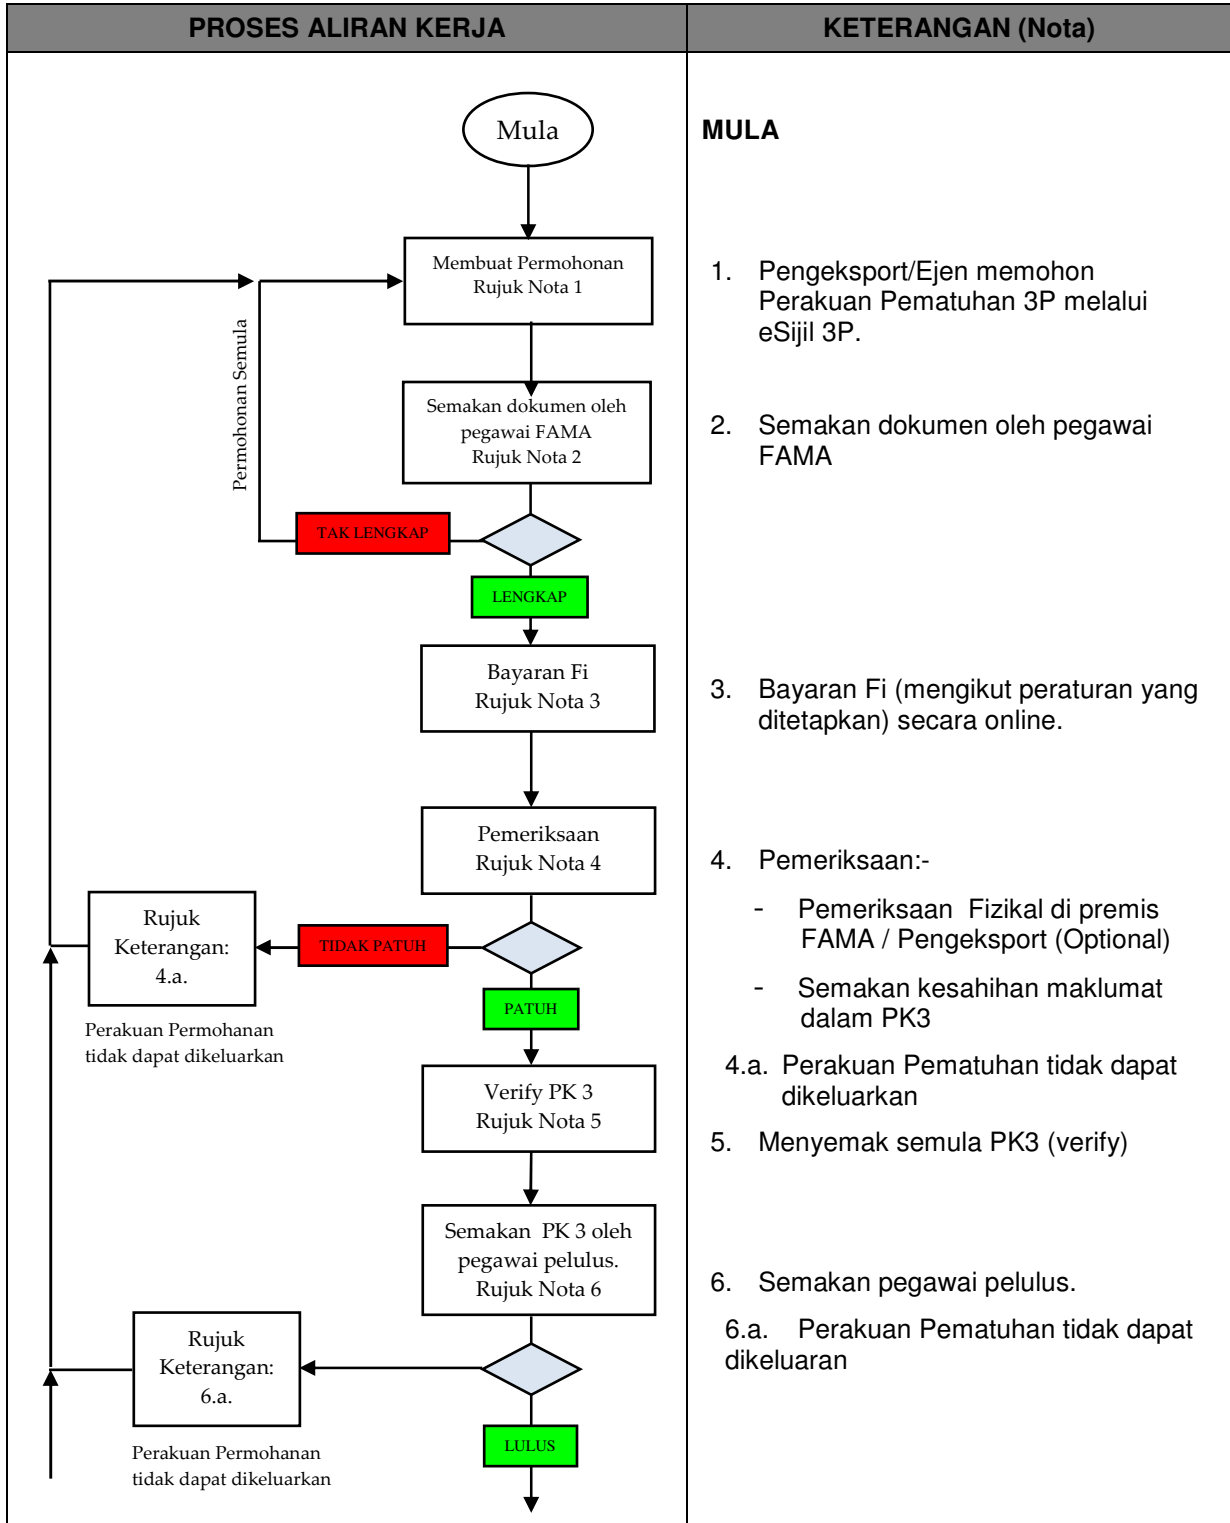 PROSES ALIRAN KERJA
KETERANGAN (Nota)
Mula
Membuat Permohonan
Rujuk Nota 1
Permohonan Semula
Semakan dokumen oleh
pegawai FAMA
Rujuk Nota 2
TAK LENGKAP
LENGKAP
Bayaran Fi
Rujuk Nota 3
Pemeriksaan
Rujuk Nota 4
Rujuk
Keterangan:
4.a.
TIDAK PATUH
PATUH
Perakuan Permohanan
tidak dapat dikeluarkan
Verify PK 3
Rujuk Nota 5
Semakan PK 3 oleh
pegawai pelulus.
Rujuk Nota 6
Rujuk
Keterangan:
6.a.
LULUS
Perakuan Permohanan
tidak dapat dikeluarkan
MULA
1. Pengeksport/Ejen memohon
Perakuan Pematuhan 3P melalui
eSijil 3P.
2. Semakan dokumen oleh pegawai
FAMA
3. Bayaran Fi (mengikut peraturan yang
ditetapkan) secara online.
4. Pemeriksaan:-
- Pemeriksaan Fizikal di premis
FAMA / Pengeksport (Optional)
- Semakan kesahihan maklumat
dalam PK3
4.a. Perakuan Pematuhan tidak dapat
dikeluarkan
5. Menyemak semula PK3 (verify)
6. Semakan pegawai pelulus.
6.a. Perakuan Pematuhan tidak dapat
dikeluaran